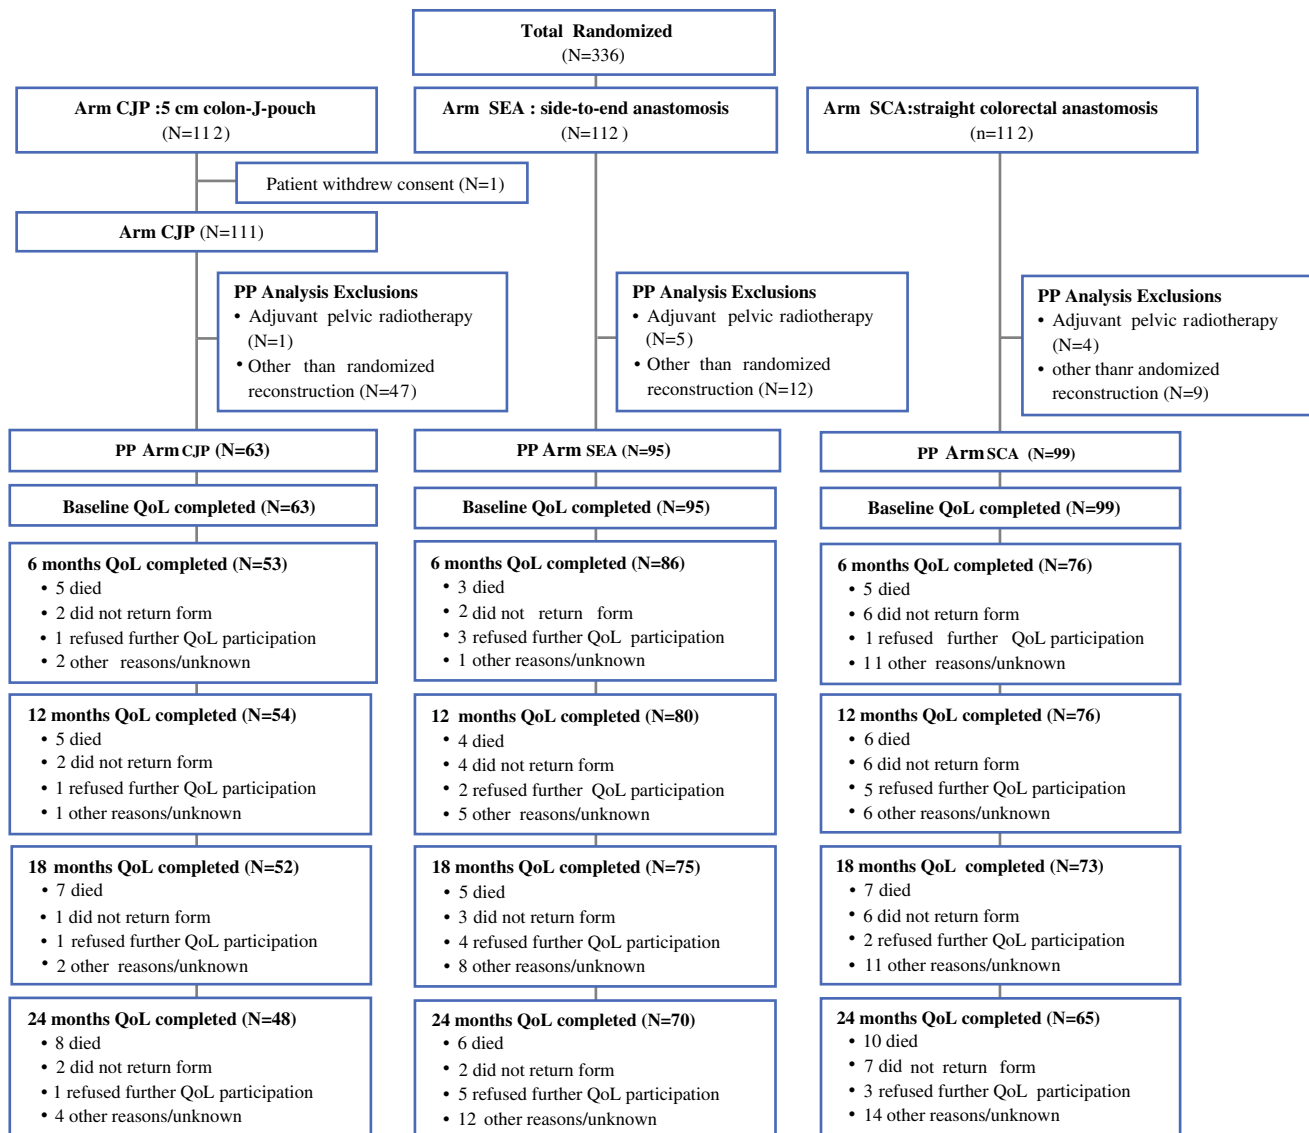 Total Randomized
(N=336)
Arm CJP :5 cm colon-J-pouch
(N=112)
Arm SEA : side-to-end anastomosis
(N=112)
Arm SCA:straight colorectal anastomosis
(n=112)
Patient withdrew consent (N=1)
Arm CJP (N=111)
PP Analysis Exclusions
• Adjuvant pelvic radiotherapy
(N=1)
• Other than randomized
reconstruction (N=47)
PP Analysis Exclusions
• Adjuvant pelvic radiotherapy
(N=5)
• Other than randomized
reconstruction (N=12)
PP Analysis Exclusions
• Adjuvant pelvic radiotherapy
(N=4)
• other thanr andomized
reconstruction (N=9)
PP Arm CJP (N=63)
PP Arm SEA (N=95)
PP Arm SCA (N=99)
Baseline QoL completed (N=63)
Baseline QoL completed (N=95)
Baseline QoL completed (N=99)
6 months QoL completed (N=53)
• 5 died
• 2 did not return form
• 1 refused further QoL participation
• 2 other reasons/unknown
6 months QoL completed (N=86)
• 3 died
• 2 did not return form
• 3 refused further QoL participation
• 1 other reasons/unknown
6 months QoL completed (N=76)
• 5 died
• 6 did not return form
• 1 refused further QoL participation
• 11 other reasons/unknown
12 months QoL completed (N=54)
• 5 died
• 2 did not return form
• 1 refused further QoL participation
• 1 other reasons/unknown
12 months QoL completed (N=80)
• 4 died
• 4 did not return form
• 2 refused further QoL participation
• 5 other reasons/unknown
12 months QoL completed (N=76)
• 6 died
• 6 did not return form
• 5 refused further QoL participation
• 6 other reasons/unknown
18 months QoL completed (N=52)
• 7 died
• 1 did not return form
• 1 refused further QoL participation
• 2 other reasons/unknown
18 months QoL completed (N=75)
• 5 died
• 3 did not return form
• 4 refused further QoL participation
• 8 other reasons/unknown
18 months QoL completed (N=73)
• 7 died
• 6 did not return form
• 2 refused further QoL participation
• 11 other reasons/unknown
24 months QoL completed (N=48)
• 8 died
• 2 did not return form
• 1 refused further QoL participation
• 4 other reasons/unknown
24 months QoL completed (N=70)
• 6 died
• 2 did not return form
• 5 refused further QoL participation
• 12 other reasons/unknown
24 months QoL completed (N=65)
• 10 died
• 7 did not return form
• 3 refused further QoL participation
• 14 other reasons/unknown